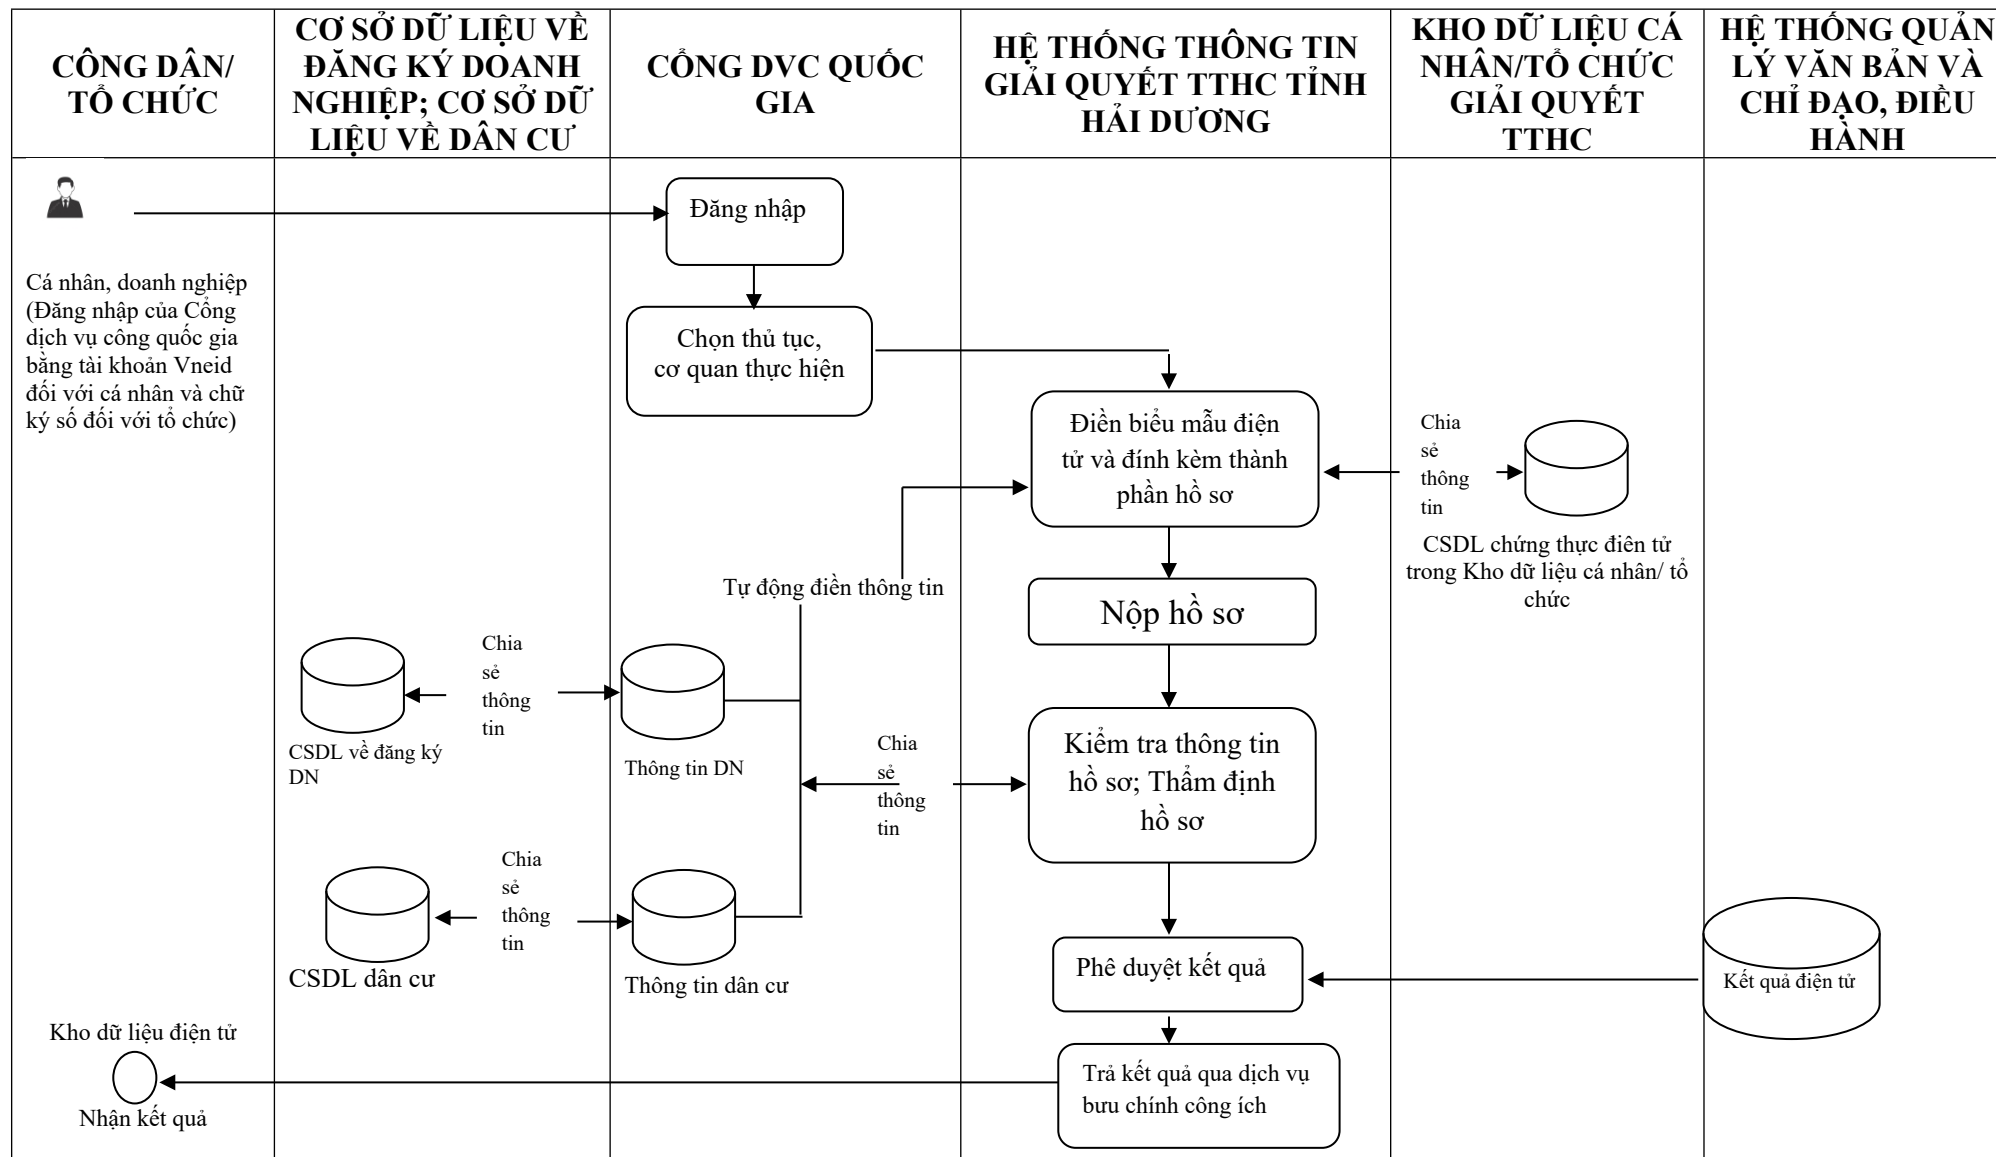 CÔNG DÂN/
TỔ CHỨC
CƠ SỞ DỮ LIỆU VỀ
ĐĂNG KÝ DOANH
NGHIỆP; CƠ SỞ DỮ
LIỆU VỀ DÂN CƯ
CỔNG DVC QUỐC
GIA
HỆ THỐNG THÔNG TIN
GIẢI QUYẾT TTHC TỈNH
HẢI DƯƠNG
KHO DỮ LIỆU CÁ
NHÂN/TỔ CHỨC
GIẢI QUYẾT
TTHC
HỆ THỐNG QUẢN
LÝ VĂN BẢN VÀ
CHỈ ĐẠO, ĐIỀU
HÀNH
Cá nhân, doanh nghiệp
(Đăng nhập của Cổng
dịch vụ công quốc gia
bằng tài khoản Vneid
đối với cá nhân và chữ
ký số đối với tổ chức)
Đăng nhập
Chọn thủ tục,
cơ quan thực hiện
Điền biểu mẫu điện
tử và đính kèm thành
phần hồ sơ
Chia
sẻ
thông
tin
CSDL chứng thực điên tử
trong Kho dữ liệu cá nhân/ tổ
chức
Tự động điền thông tin
Nộp hồ sơ
Chia
sẻ
thông
tin
CSDL về đăng ký
DN
Thông tin DN
Chia
sẻ
thông
tin
Kiểm tra thông tin
hồ sơ; Thẩm định
hồ sơ
Chia
sẻ
thông
tin
CSDL dân cư
Thông tin dân cư
Phê duyệt kết quả
Kết quả điện tử
Kho dữ liệu điện tử
Nhận kết quả
Trả kết quả qua dịch vụ
bưu chính công ích